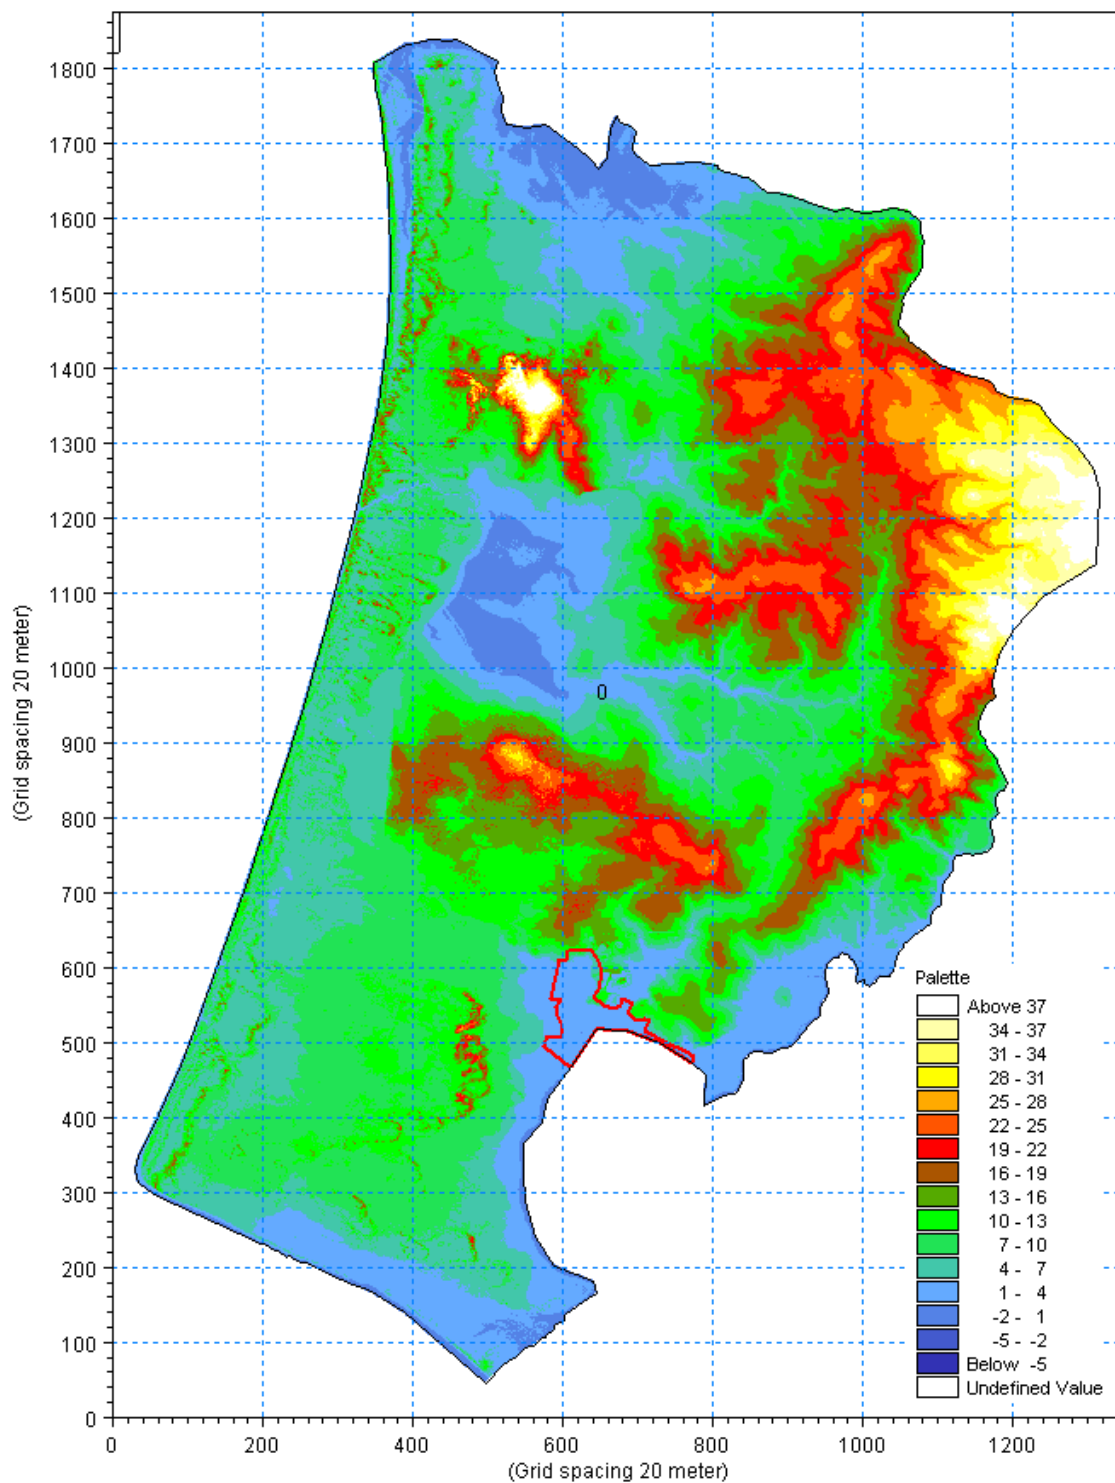 1800
1700
1600
1500
1400
1300
1200
1100
1000
900
800
700
600
500
400
300
200
100
0
(Grid spacing 20 meter)
0
Palette
Above 37
34 - 37
31 - 34
28 - 31
25 - 28
22 - 25
19 - 22
16 - 19
13 - 16
10 - 13
7 - 10
4 - 7
1 - 4
-2 - 1
-5 - -2
Below -5
Undefined Value
0 200 400 600 800 1000 1200
(Grid spacing 20 meter)